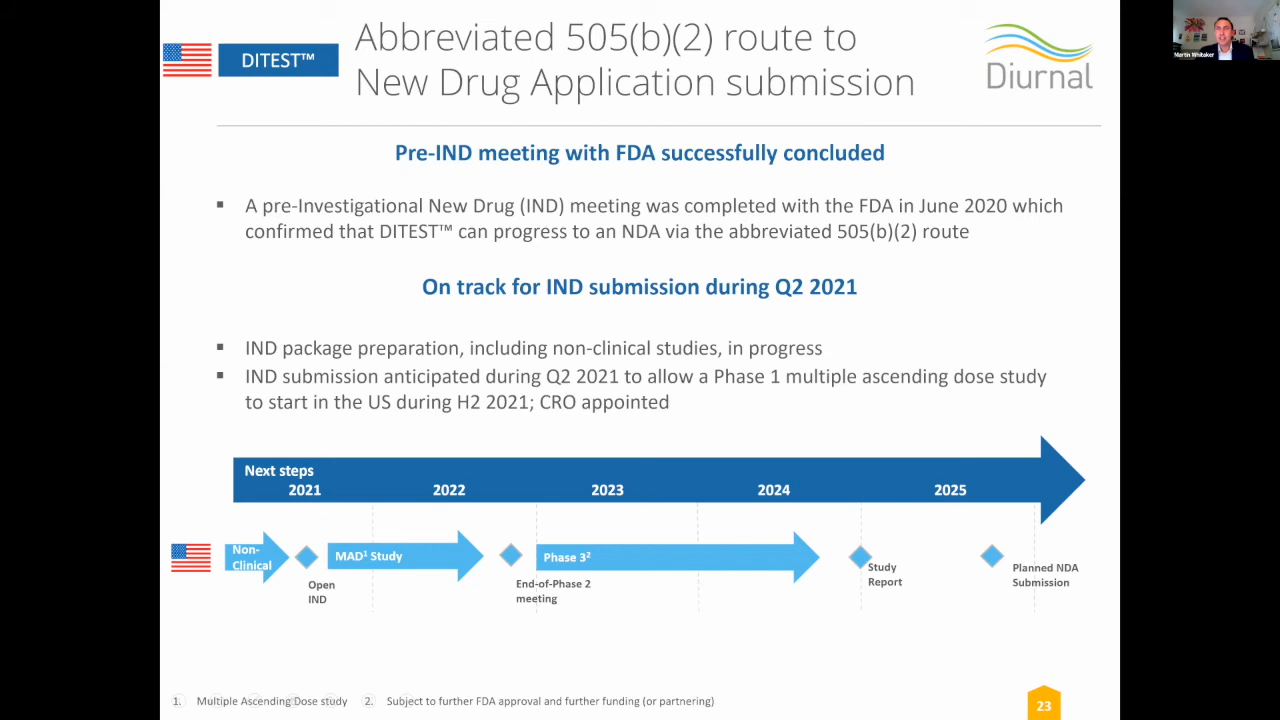 DITEST™
Abbreviated 505(b)(2) route to
New Drug Application submission
Diurnal
Martin Whitaker
Pre-IND meeting with FDA successfully concluded
▪ A pre-Investigational New Drug (IND) meeting was completed with the FDA in June 2020 which
confirmed that DITEST™ can progress to an NDA via the abbreviated 505(b)(2) route
On track for IND submission during Q2 2021
▪ IND package preparation, including non-clinical studies, in progress
▪ IND submission anticipated during Q2 2021 to allow a Phase 1 multiple ascending dose study
to start in the US during H2 2021; CRO appointed
Next steps
2021 2022 2023 2024 2025
Non-
Clinical
Open
IND
MAD¹ Study
End-of-Phase 2
meeting
Phase 3²
Study
Report
Planned NDA
Submission
1. Multiple Ascending Dose study 2. Subject to further FDA approval and further funding (or partnering)
23